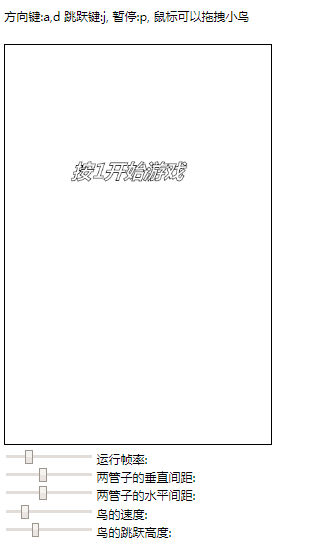 方向键:a,d 跳跃键:j, 暂停:p, 鼠标可以拖拽小鸟
按1开始游戏
运行帧率:
两管子的垂直间距:
两管子的水平间距:
鸟的速度:
鸟的跳跃高度: